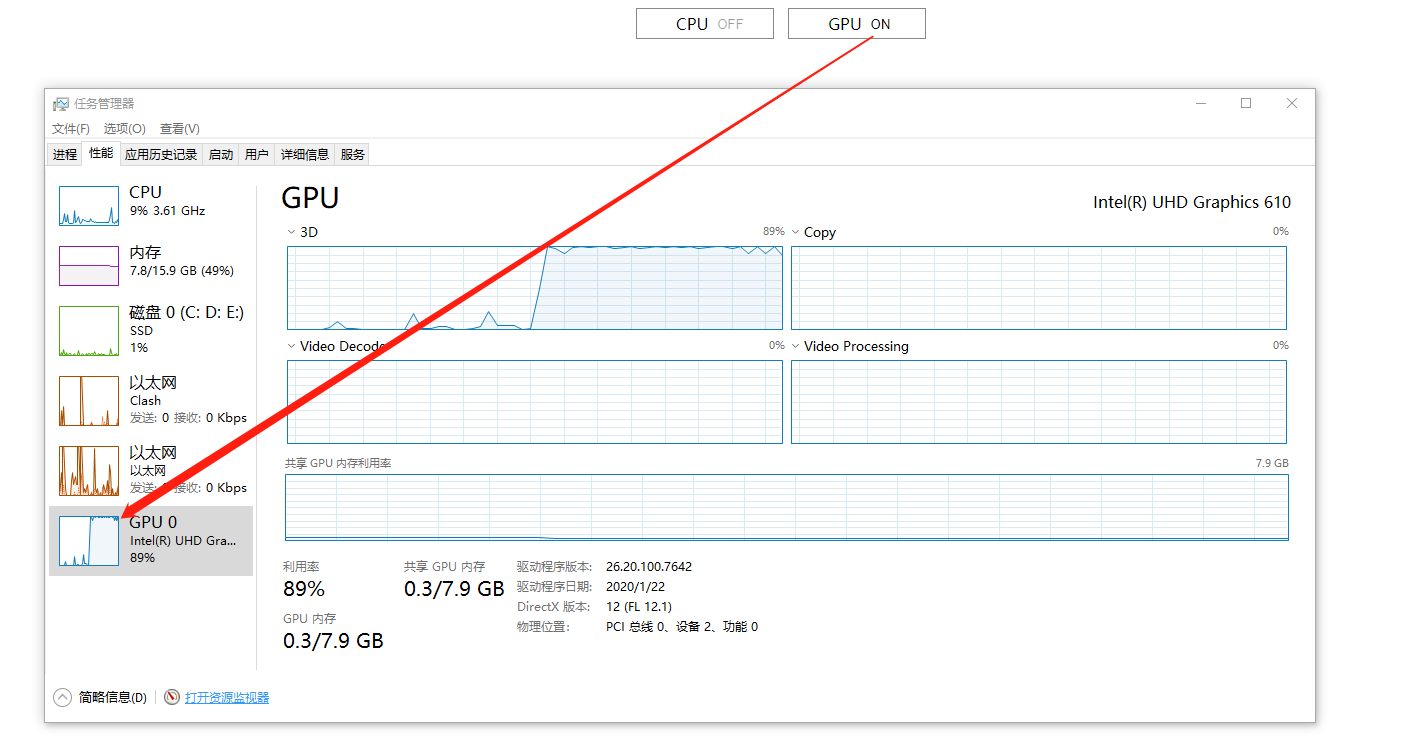 CPU OFF GPU ON
任务管理器
文件(F) 选项(O) 查看(V)
进程 性能 应用历史记录 启动 用户 详细信息 服务
CPU
9% 3.61 GHz
内存
7.8/15.9 GB (49%)
磁盘 0 (C: D: E:)
SSD
1%
以太网
Clash
发送: 0 接收: 0 Kbps
以太网
以太网
发送: 0 接收: 0 Kbps
GPU 0
Intel(R) UHD Gra...
89%
GPU Intel(R) UHD Graphics 610
3D 89% Copy 0%
Video Decode 0% Video Processing 0%
共享 GPU 内存利用率 7.9 GB
利用率
89%
共享 GPU 内存
0.3/7.9 GB
GPU 内存
0.3/7.9 GB
驱动程序版本: 26.20.100.7642
驱动程序日期: 2020/1/22
DirectX 版本: 12 (FL 12.1)
物理位置: PCI 总线 0、设备 2、功能 0
简略信息(D) 打开资源监视器